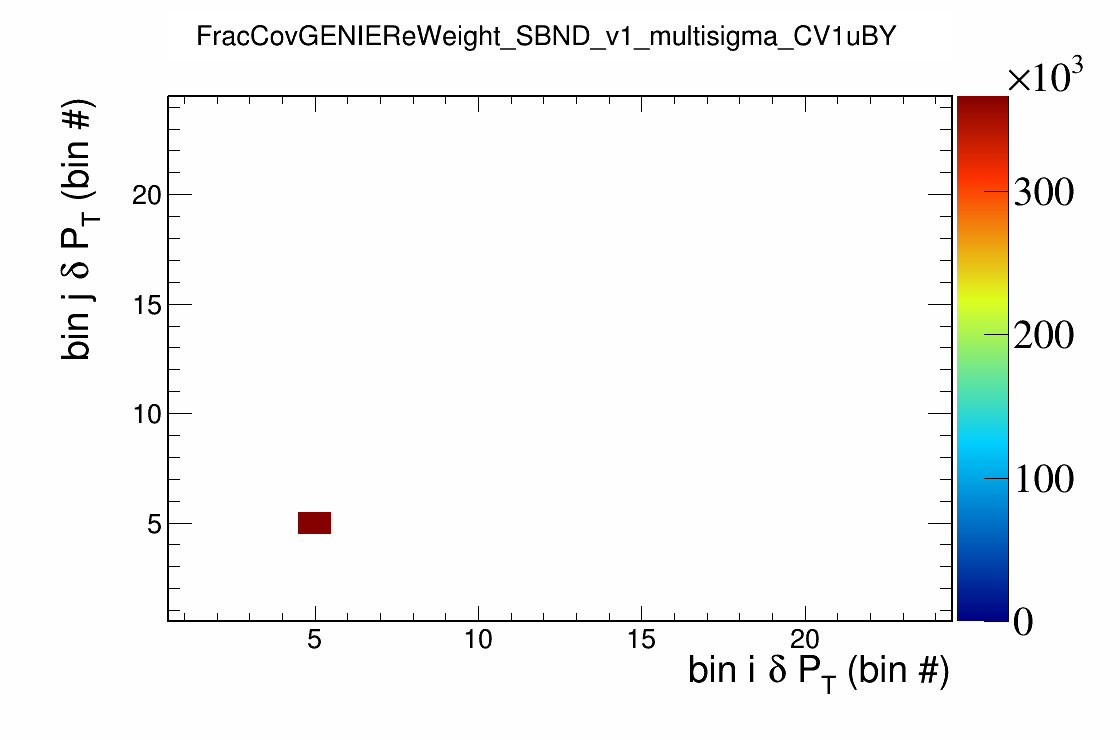 FracCovGENIEReWeight_SBND_v1_multisigma_CV1uBY
×10³
bin j δ P_T (bin #)
20
15
10
5
300
200
100
0
5 10 15 20
bin i δ P_T (bin #)